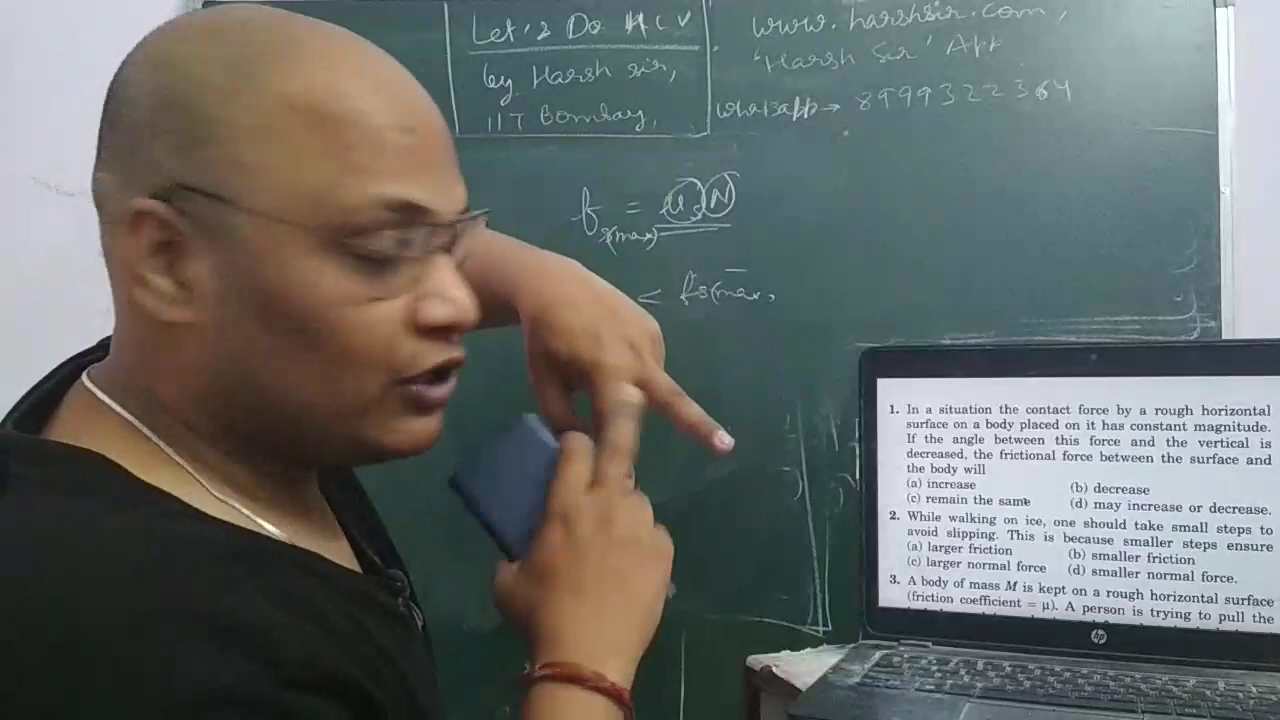 Let's Do HCV
by Harsh sir,
IIT Bombay,
www.harshsir.com,
'Harsh Sir' App
whatsapp → 8999322364
f s(max) = μs N
< fs(max,
1. In a situation the contact force by a rough horizontal
surface on a body placed on it has constant magnitude.
If the angle between this force and the vertical is
decreased, the frictional force between the surface and
the body will
(a) increase (b) decrease
(c) remain the same (d) may increase or decrease.
2. While walking on ice, one should take small steps to
avoid slipping. This is because smaller steps ensure
(a) larger friction (b) smaller friction
(c) larger normal force (d) smaller normal force.
3. A body of mass M is kept on a rough horizontal surface
(friction coefficient = μ). A person is trying to pull the
hp